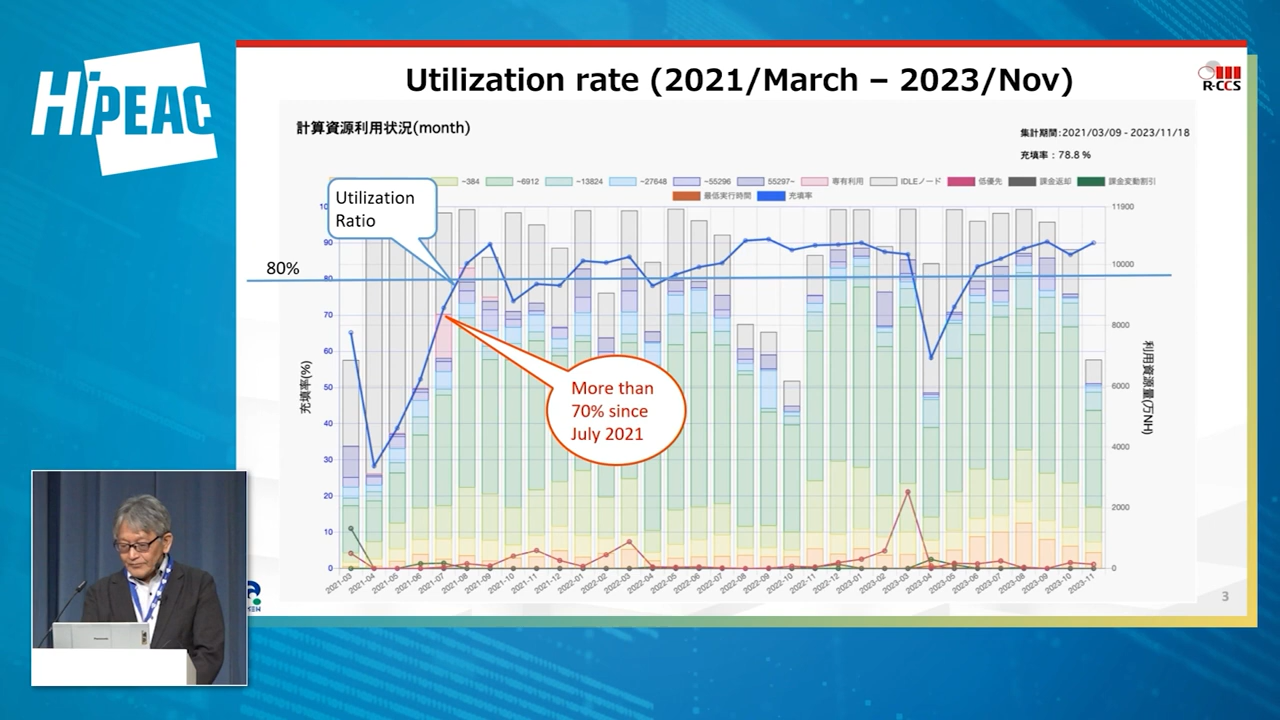 HiPEAC
Utilization rate (2021/March – 2023/Nov)
R-CCS
計算資源利用状況(month)
集計期間:2021/03/09 - 2023/11/18
充填率 : 78.8 %
~384
~6912
~13824
~27648
~55296
55297~
専有利用
IDLEノード
低優先
課金返却
課金変動割引
最低実行時間
充填率
Utilization
Ratio
80%
More than
70% since
July 2021
充填率(%)
10
90
80
70
60
50
40
30
20
10
0
11900
10000
8000
6000
4000
2000
0
利用資源量(万NH)
2021-03
2021-04
2021-05
2021-06
2021-07
2021-08
2021-09
2021-10
2021-11
2021-12
2022-01
2022-02
2022-03
2022-04
2022-05
2022-06
2022-07
2022-08
2022-09
2022-10
2022-11
2022-12
2023-01
2023-02
2023-03
2023-04
2023-05
2023-06
2023-07
2023-08
2023-09
2023-10
2023-11
3